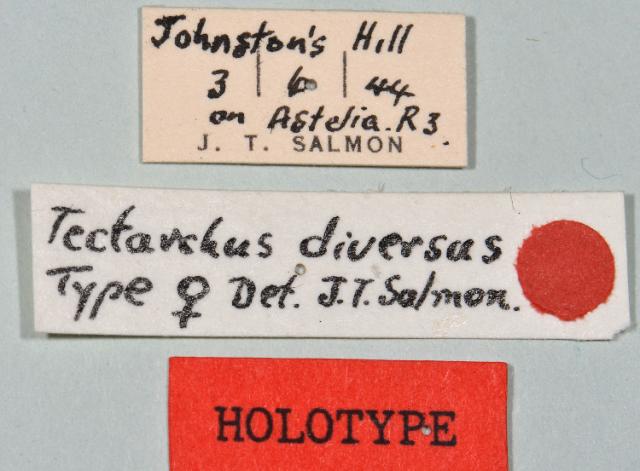 Johnston's Hill
3 | 6 | 44
on Astelia. R3.
J. T. SALMON
Tectarchus diversus
Type ♀ Det. J.T. Salmon.
HOLOTYPE